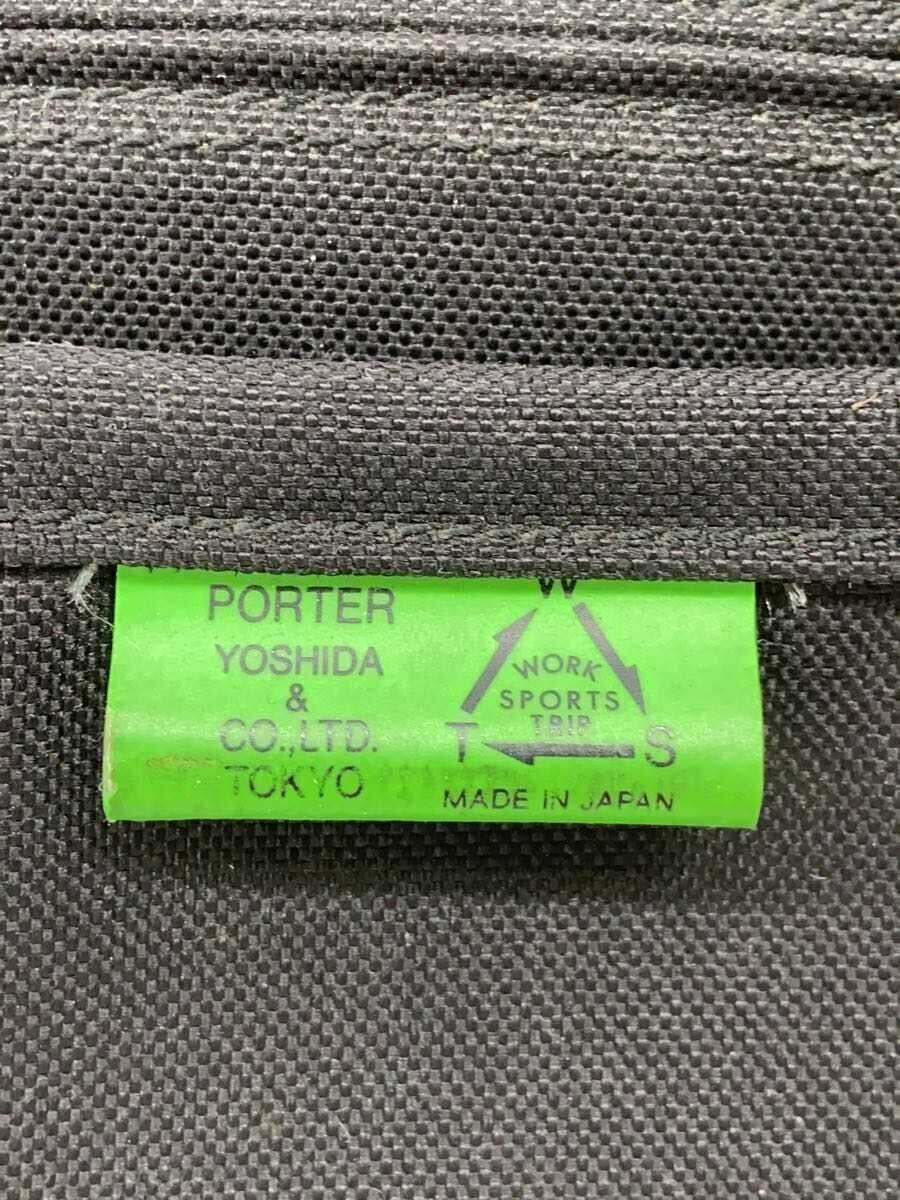 PORTER
YOSHIDA
&
CO.,LTD.
TOKYO
W
WORK
SPORTS
TRIP
T S
MADE IN JAPAN